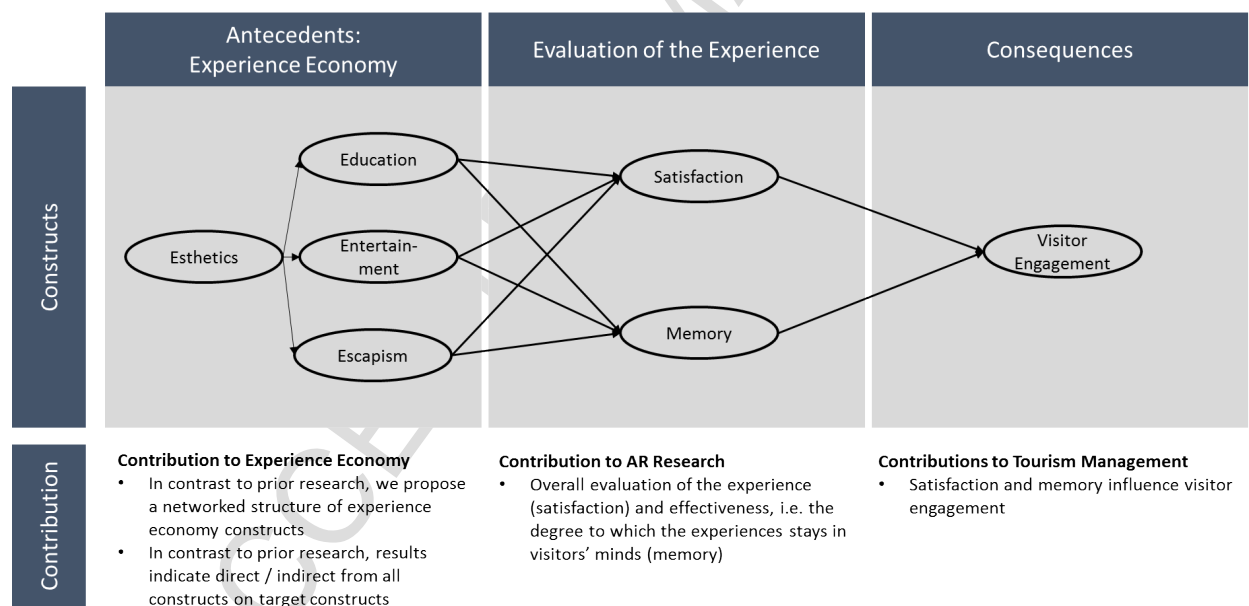 Antecedents:
Experience Economy
Evaluation of the Experience
Consequences
Constructs
Education
Satisfaction
Esthetics
Entertain-
ment
Visitor
Engagement
Escapism
Memory
Contribution
Contribution to Experience Economy
• In contrast to prior research, we propose
a networked structure of experience
economy constructs
• In contrast to prior research, results
indicate direct / indirect from all
constructs on target constructs
Contribution to AR Research
• Overall evaluation of the experience
(satisfaction) and effectiveness, i.e. the
degree to which the experiences stays in
visitors’ minds (memory)
Contributions to Tourism Management
• Satisfaction and memory influence visitor
engagement